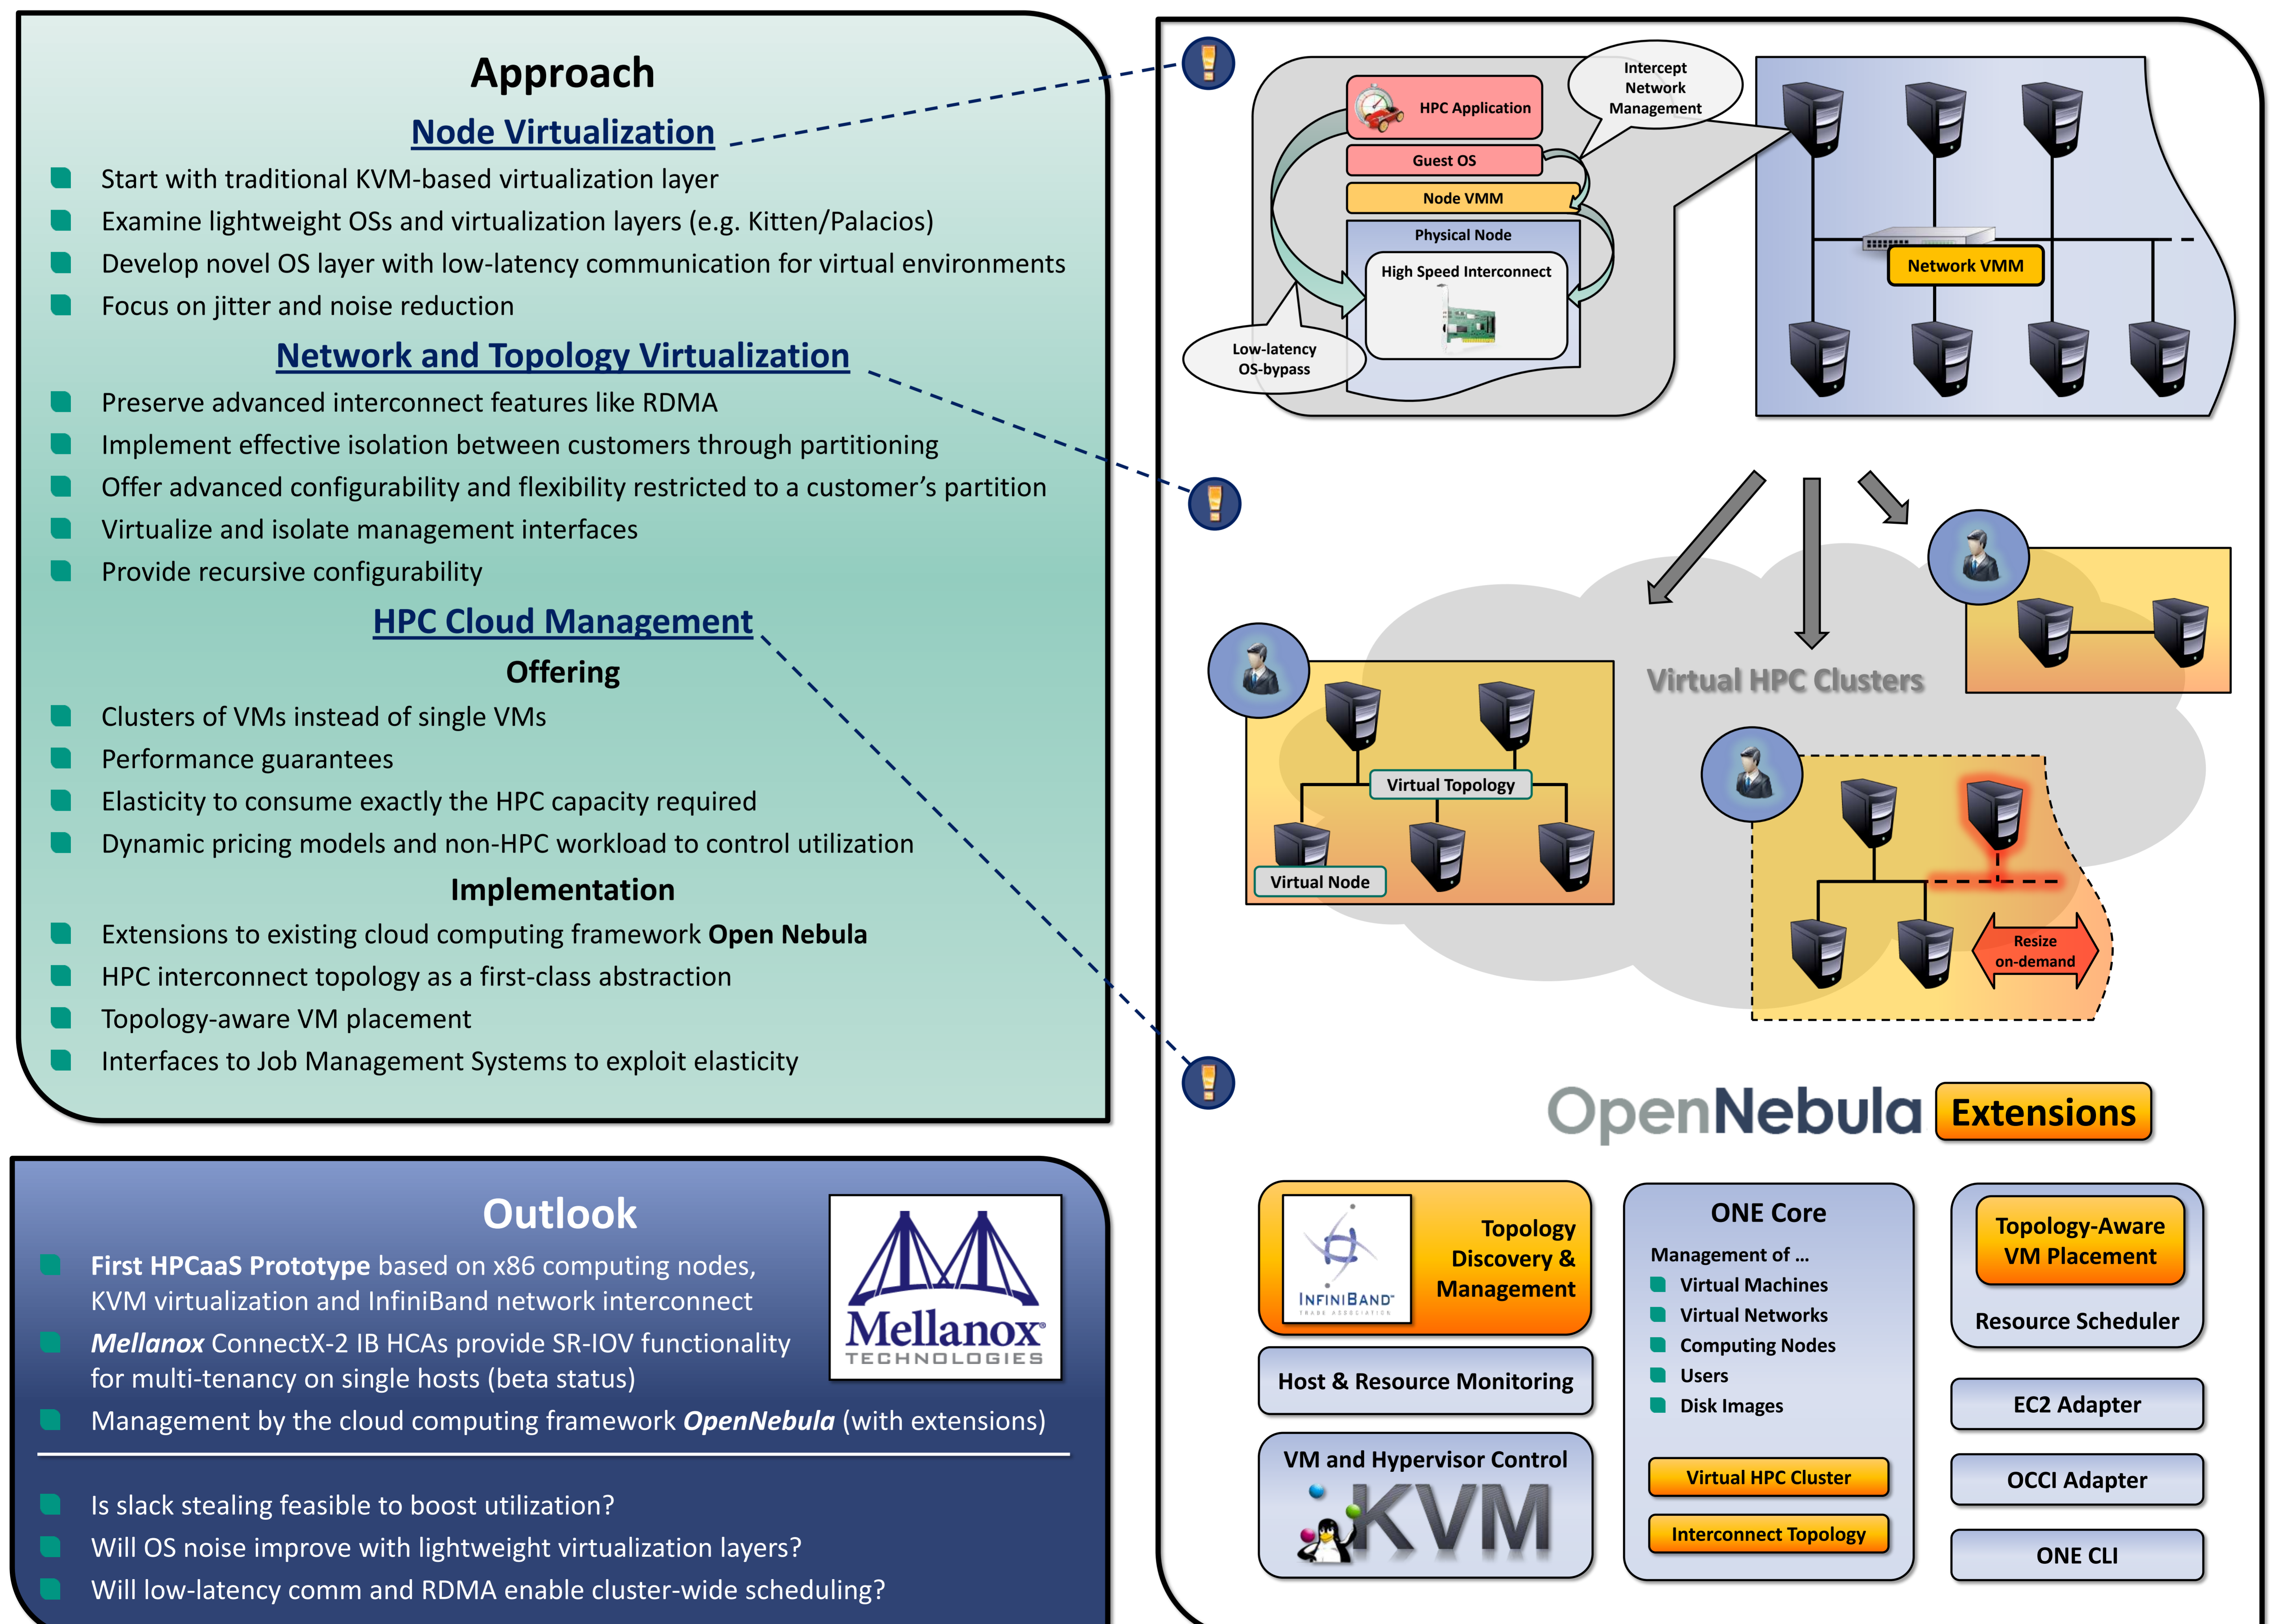 Approach
Node Virtualization
Start with traditional KVM-based virtualization layer
Examine lightweight OSs and virtualization layers (e.g. Kitten/Palacios)
Develop novel OS layer with low-latency communication for virtual environments
Focus on jitter and noise reduction
Network and Topology Virtualization
Preserve advanced interconnect features like RDMA
Implement effective isolation between customers through partitioning
Offer advanced configurability and flexibility restricted to a customer's partition
Virtualize and isolate management interfaces
Provide recursive configurability
HPC Cloud Management
Offering
Clusters of VMs instead of single VMs
Performance guarantees
Elasticity to consume exactly the HPC capacity required
Dynamic pricing models and non-HPC workload to control utilization
Implementation
Extensions to existing cloud computing framework Open Nebula
HPC interconnect topology as a first-class abstraction
Topology-aware VM placement
Interfaces to Job Management Systems to exploit elasticity
Outlook
First HPCaaS Prototype based on x86 computing nodes,
KVM virtualization and InfiniBand network interconnect
Mellanox ConnectX-2 IB HCAs provide SR-IOV functionality
for multi-tenancy on single hosts (beta status)
Management by the cloud computing framework OpenNebula (with extensions)
Mellanox
TECHNOLOGIES
Is slack stealing feasible to boost utilization?
Will OS noise improve with lightweight virtualization layers?
Will low-latency comm and RDMA enable cluster-wide scheduling?
Intercept
Network
Management
HPC Application
Guest OS
Node VMM
Physical Node
High Speed Interconnect
Low-latency
OS-bypass
Network VMM
Virtual HPC Clusters
Virtual Topology
Virtual Node
Resize
on-demand
OpenNebula Extensions
INFINIBAND™
TRADE ASSOCIATION
Topology
Discovery &
Management
Host & Resource Monitoring
VM and Hypervisor Control
KVM
ONE Core
Management of ...
Virtual Machines
Virtual Networks
Computing Nodes
Users
Disk Images
Virtual HPC Cluster
Interconnect Topology
Topology-Aware
VM Placement
Resource Scheduler
EC2 Adapter
OCCI Adapter
ONE CLI